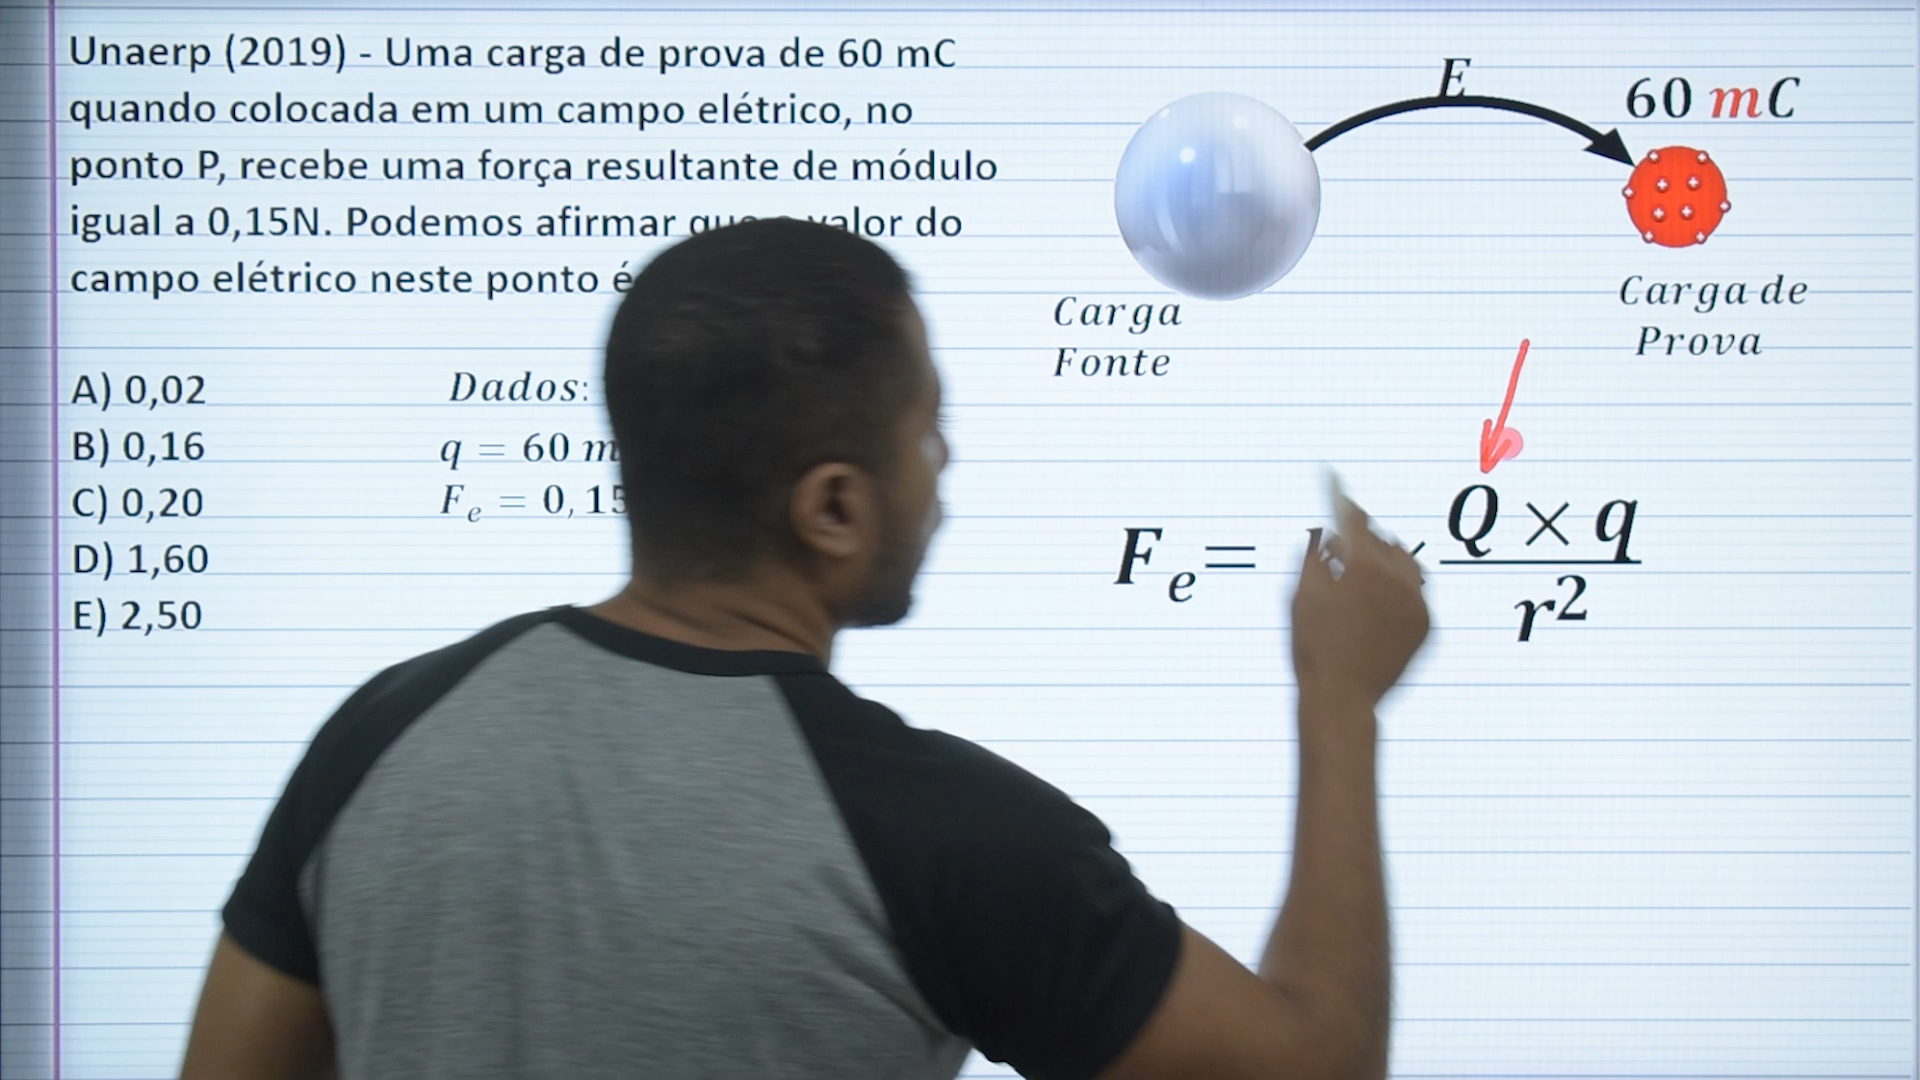 Unaerp (2019) - Uma carga de prova de 60 mC
quando colocada em um campo elétrico, no
ponto P, recebe uma força resultante de módulo
igual a 0,15N. Podemos afirmar valor do
campo elétrico neste ponto é
A) 0,02
B) 0,16
C) 0,20
D) 1,60
E) 2,50
Dados:
q = 60 m
F_e = 0,15
E
60 mC
Carga
Fonte
Carga de
Prova
F_e = × Q × q
r²